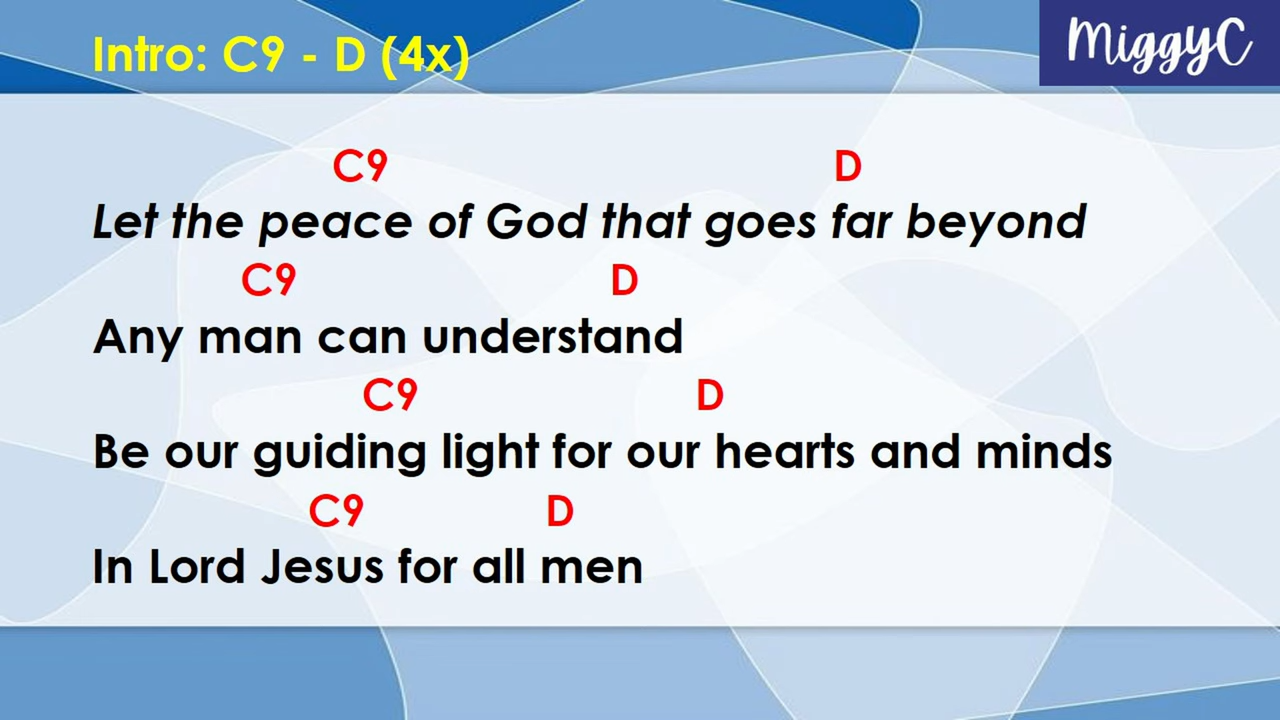 Intro: C9 - D (4x)
MiggyC
C9 D
Let the peace of God that goes far beyond
C9 D
Any man can understand
C9 D
Be our guiding light for our hearts and minds
C9 D
In Lord Jesus for all men